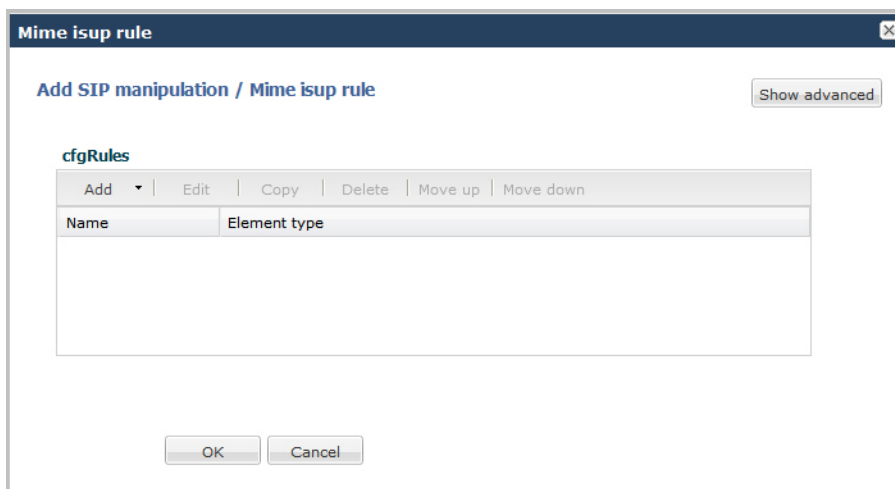 Mime isup rule
Add SIP manipulation / Mime isup rule
Show advanced
cfgRules
Add Edit Copy Delete Move up Move down
Name Element type
OK Cancel